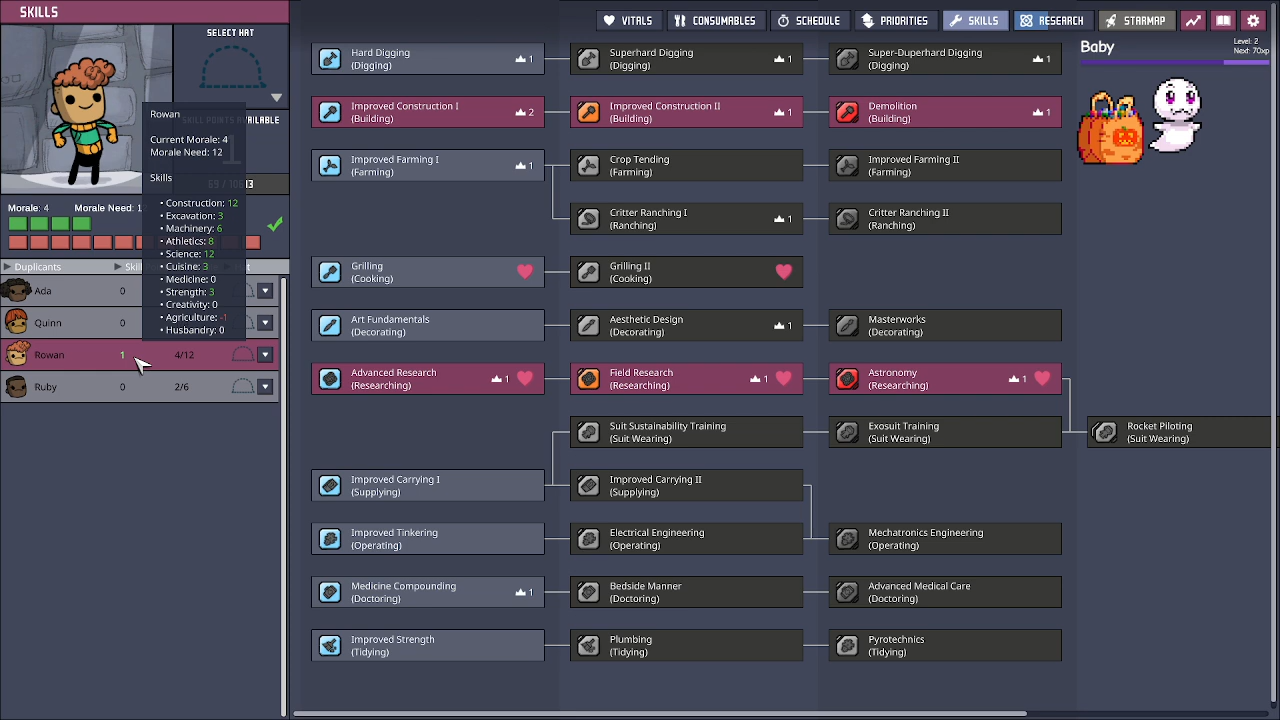 SKILLS
VITALS
CONSUMABLES
SCHEDULE
PRIORITIES
SKILLS
RESEARCH
STARMAP
SELECT HAT
Baby
Level: 2
Next: 70xp
Rowan
Current Morale: 4
Morale Need: 12
Skills
• Construction: 12
• Excavation: 3
• Machinery: 6
• Athletics: 8
• Science: 12
• Cuisine: 3
• Medicine: 0
• Strength: 3
• Creativity: 0
• Agriculture: -1
• Husbandry: 0
SKILL POINTS AVAILABLE
1
Morale: 4
Morale Need: 12
Duplicants
Ada 0
Quinn 0
Rowan 1 4/12
Ruby 0 2/6
Hard Digging
(Digging)
1
Superhard Digging
(Digging)
1
Super-Duperhard Digging
(Digging)
1
Improved Construction I
(Building)
2
Improved Construction II
(Building)
1
Demolition
(Building)
1
Improved Farming I
(Farming)
1
Crop Tending
(Farming)
Improved Farming II
(Farming)
Critter Ranching I
(Ranching)
1
Critter Ranching II
(Ranching)
Grilling
(Cooking)
Grilling II
(Cooking)
Art Fundamentals
(Decorating)
Aesthetic Design
(Decorating)
1
Masterworks
(Decorating)
Advanced Research
(Researching)
1
Field Research
(Researching)
1
Astronomy
(Researching)
1
Suit Sustainability Training
(Suit Wearing)
Exosuit Training
(Suit Wearing)
Rocket Piloting
(Suit Wearing)
Improved Carrying I
(Supplying)
Improved Carrying II
(Supplying)
Improved Tinkering
(Operating)
Electrical Engineering
(Operating)
Mechatronics Engineering
(Operating)
Medicine Compounding
(Doctoring)
1
Bedside Manner
(Doctoring)
Advanced Medical Care
(Doctoring)
Improved Strength
(Tidying)
Plumbing
(Tidying)
Pyrotechnics
(Tidying)